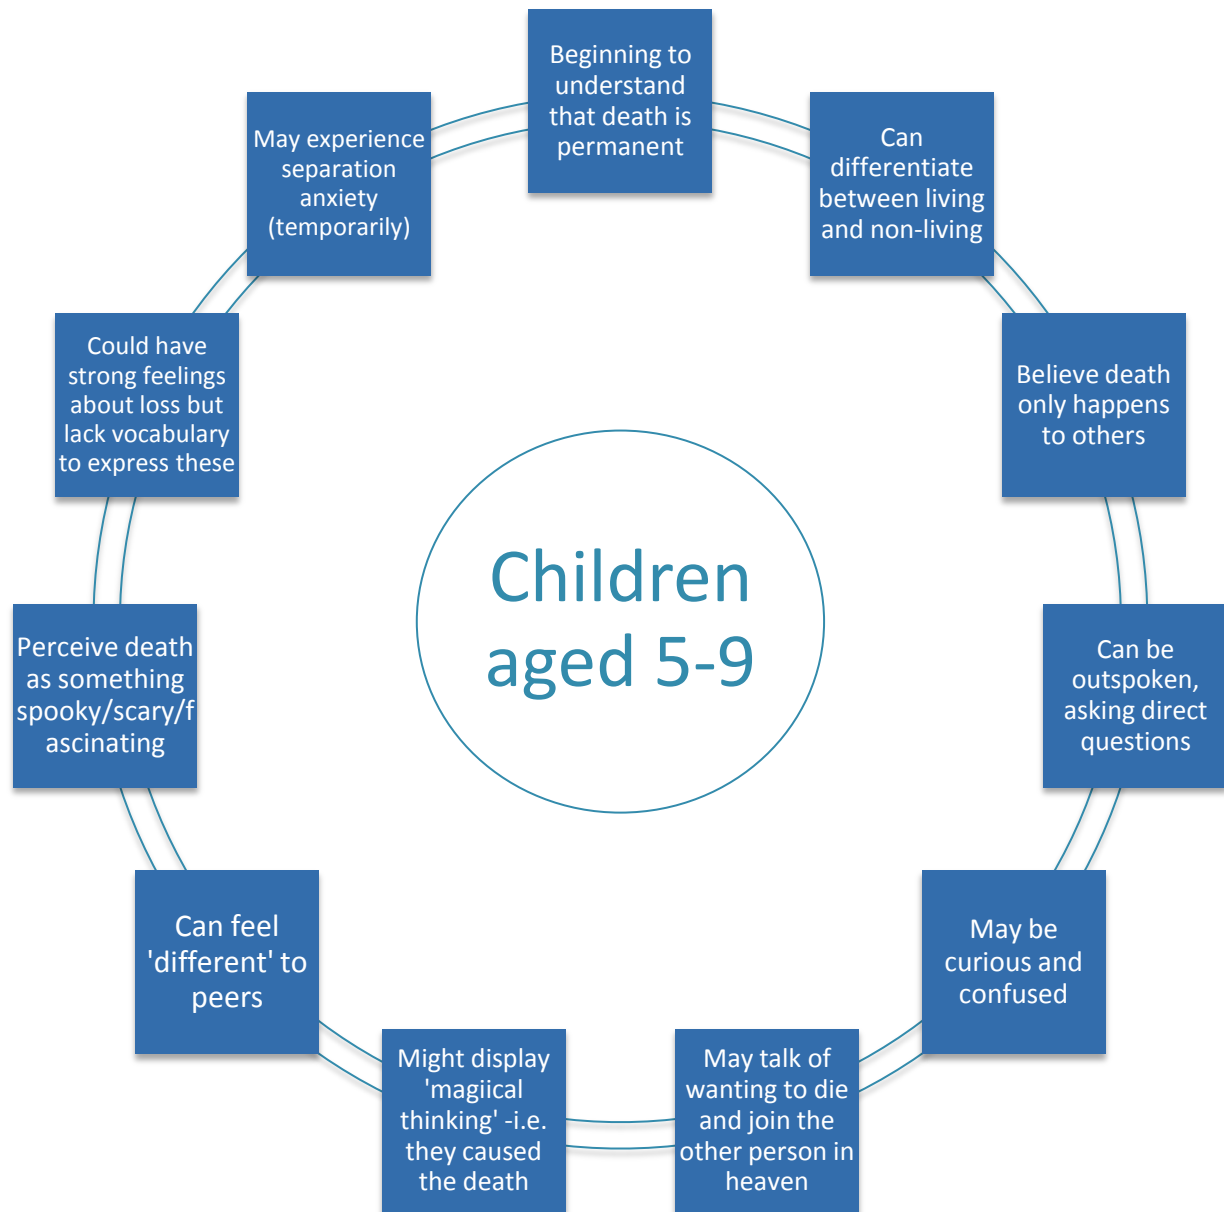 Beginning to
understand
that death is
permanent
Can
differentiate
between living
and non-living
Believe death
only happens
to others
Can be
outspoken,
asking direct
questions
May be
curious and
confused
May talk of
wanting to die
and join the
other person in
heaven
Might display
'magiical
thinking' -i.e.
they caused
the death
Can feel
'different' to
peers
Perceive death
as something
spooky/scary/f
ascinating
Could have
strong feelings
about loss but
lack vocabulary
to express these
May experience
separation
anxiety
(temporarily)
Children
aged 5-9